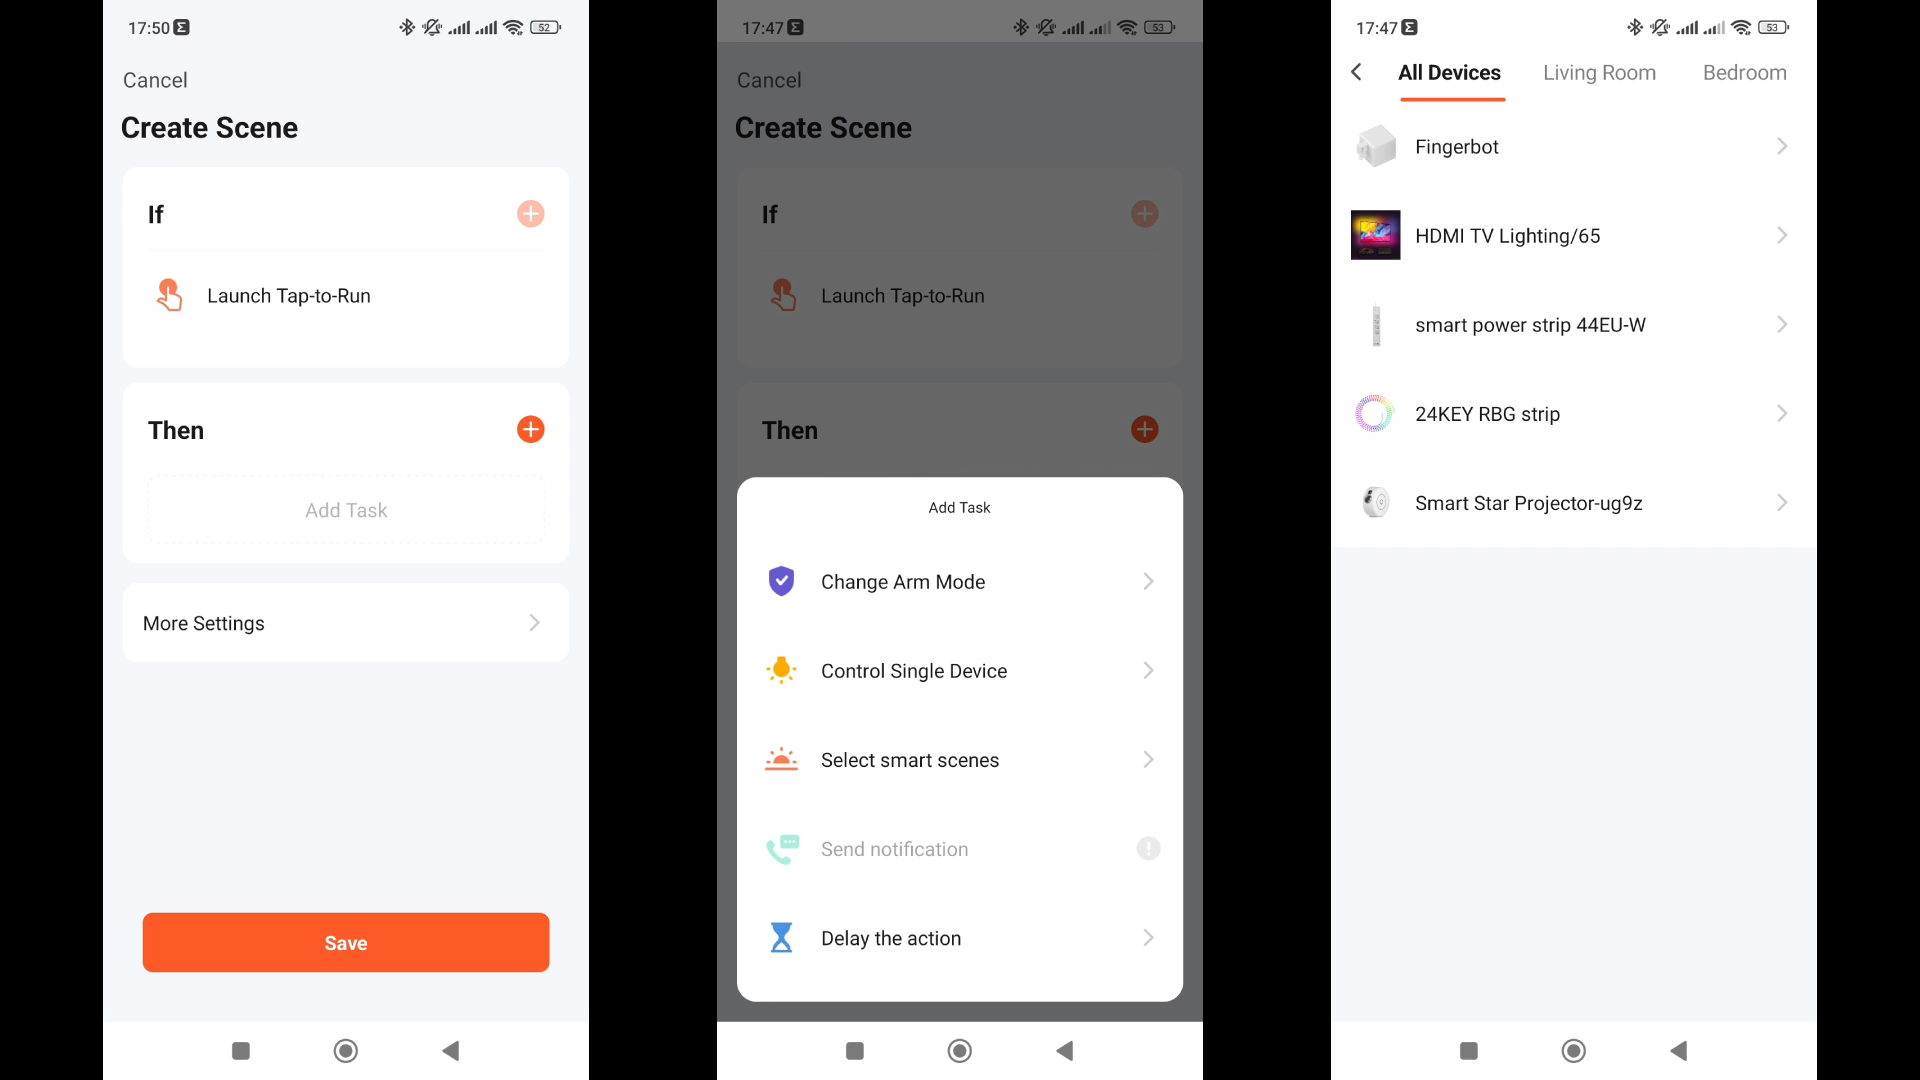 17:50
52
Cancel
Create Scene
If
Launch Tap-to-Run
Then
Add Task
More Settings
Save
17:47
53
Cancel
Create Scene
If
Launch Tap-to-Run
Then
Add Task
Change Arm Mode
Control Single Device
Select smart scenes
Send notification
Delay the action
17:47
53
All Devices Living Room Bedroom
Fingerbot
HDMI TV Lighting/65
smart power strip 44EU-W
24KEY RBG strip
Smart Star Projector-ug9z